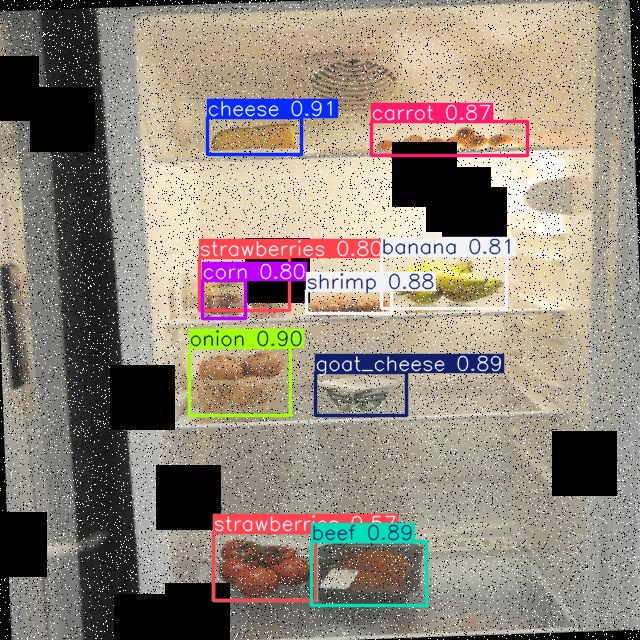 cheese 0.91
carrot 0.87
strawberries 0.80
banana 0.81
corn 0.80
shrimp 0.88
onion 0.90
goat_cheese 0.89
strawberries 0.57
beef 0.89